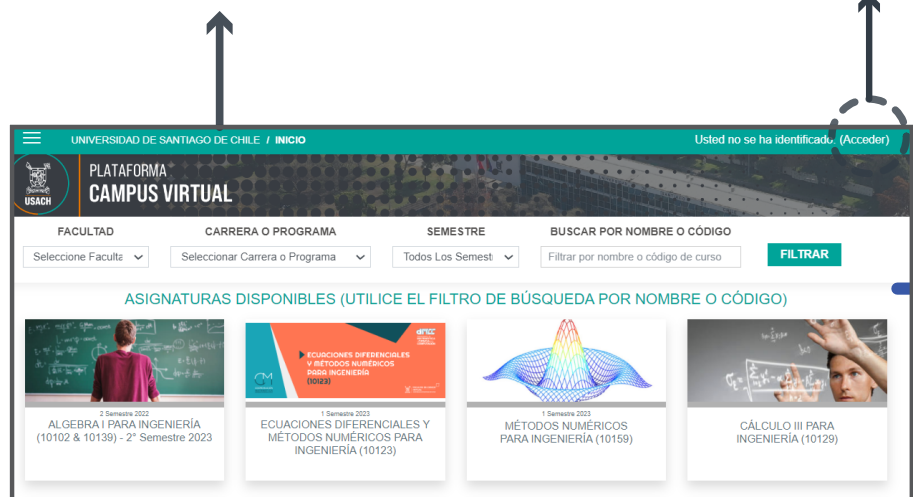 UNIVERSIDAD DE SANTIAGO DE CHILE / INICIO
Usted no se ha identificado. (Acceder)
USACH
PLATAFORMA
CAMPUS VIRTUAL
FACULTAD
CARRERA O PROGRAMA
SEMESTRE
BUSCAR POR NOMBRE O CÓDIGO
Seleccione Faculta
Seleccionar Carrera o Programa
Todos Los Semest
Filtrar por nombre o código de curso
FILTRAR
ASIGNATURAS DISPONIBLES (UTILICE EL FILTRO DE BÚSQUEDA POR NOMBRE O CÓDIGO)
dmcc
ECUACIONES DIFERENCIALES
Y MÉTODOS NUMÉRICOS
PARA INGENIERÍA
(10123)
2 Semestre 2022
ALGEBRA I PARA INGENIERÍA
(10102 & 10139) - 2° Semestre 2023
1 Semestre 2023
ECUACIONES DIFERENCIALES Y
MÉTODOS NUMÉRICOS PARA
INGENIERÍA (10123)
1 Semestre 2023
MÉTODOS NUMÉRICOS
PARA INGENIERÍA (10159)
CÁLCULO III PARA
INGENIERÍA (10129)